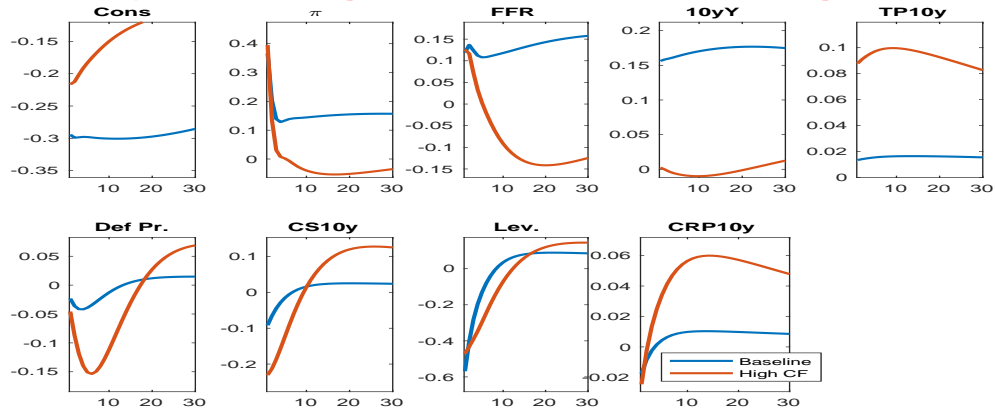 Cons
π
FFR
10yY
TP10y
-0.15
-0.2
-0.25
-0.3
-0.35
10 20 30
0.4
0.3
0.2
0.1
0
10 20 30
0.15
0.1
0.05
0
-0.05
-0.1
-0.15
10 20 30
0.2
0.15
0.1
0.05
0
10 20 30
0.1
0.08
0.06
0.04
0.02
0
10 20 30
Def Pr.
CS10y
Lev.
CRP10y
0.05
0
-0.05
-0.1
-0.15
10 20 30
0.1
0
-0.1
-0.2
10 20 30
0
-0.2
-0.4
-0.6
10 20 30
0.06
0.04
0.02
0
-0.02
10 20 30
Baseline
High CF